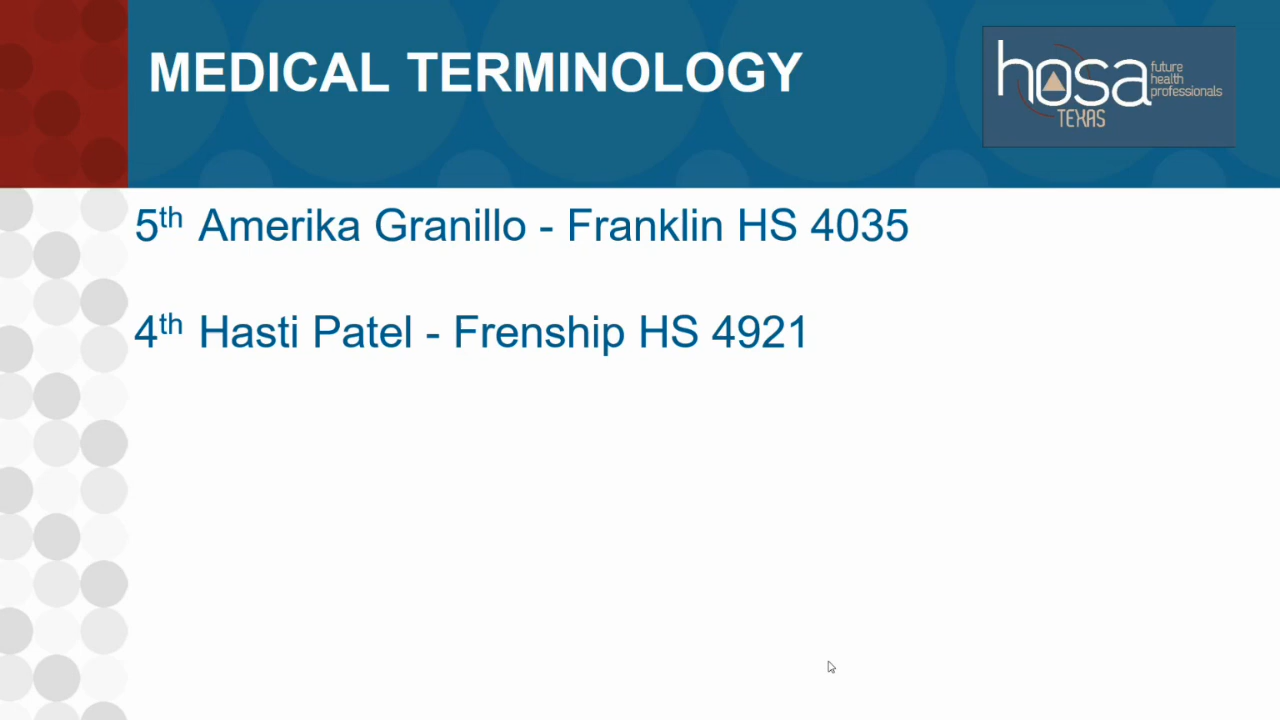 MEDICAL TERMINOLOGY
hosa future health professionals
TEXAS
5th Amerika Granillo - Franklin HS 4035
4th Hasti Patel - Frenship HS 4921